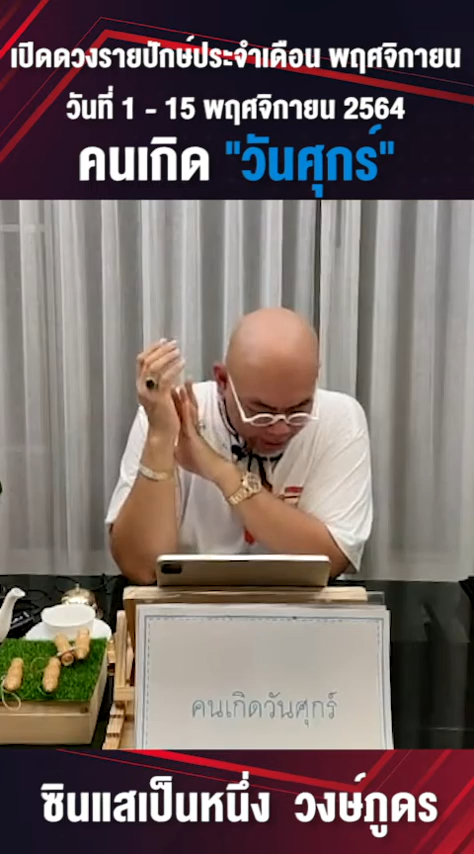 เปิดดวงรายปักษ์ประจำเดือน พฤศจิกายน
วันที่ 1 - 15 พฤศจิกายน 2564
คนเกิด "วันศุกร์"
คนเกิดวันศุกร์
ซินแสเป็นหนึ่ง วงษ์ภูดร